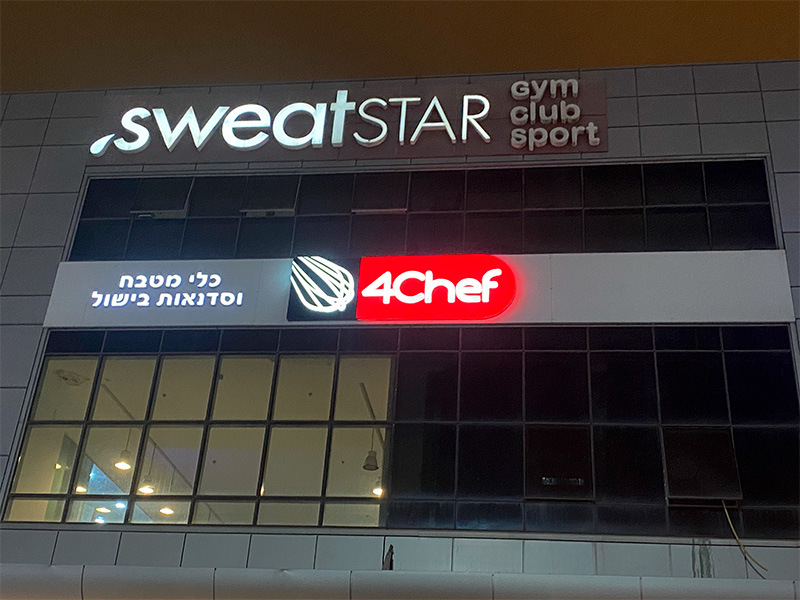 sweatSTAR
Gym
club
sport
כלי מטבח
וסדנאות בישול
4Chef